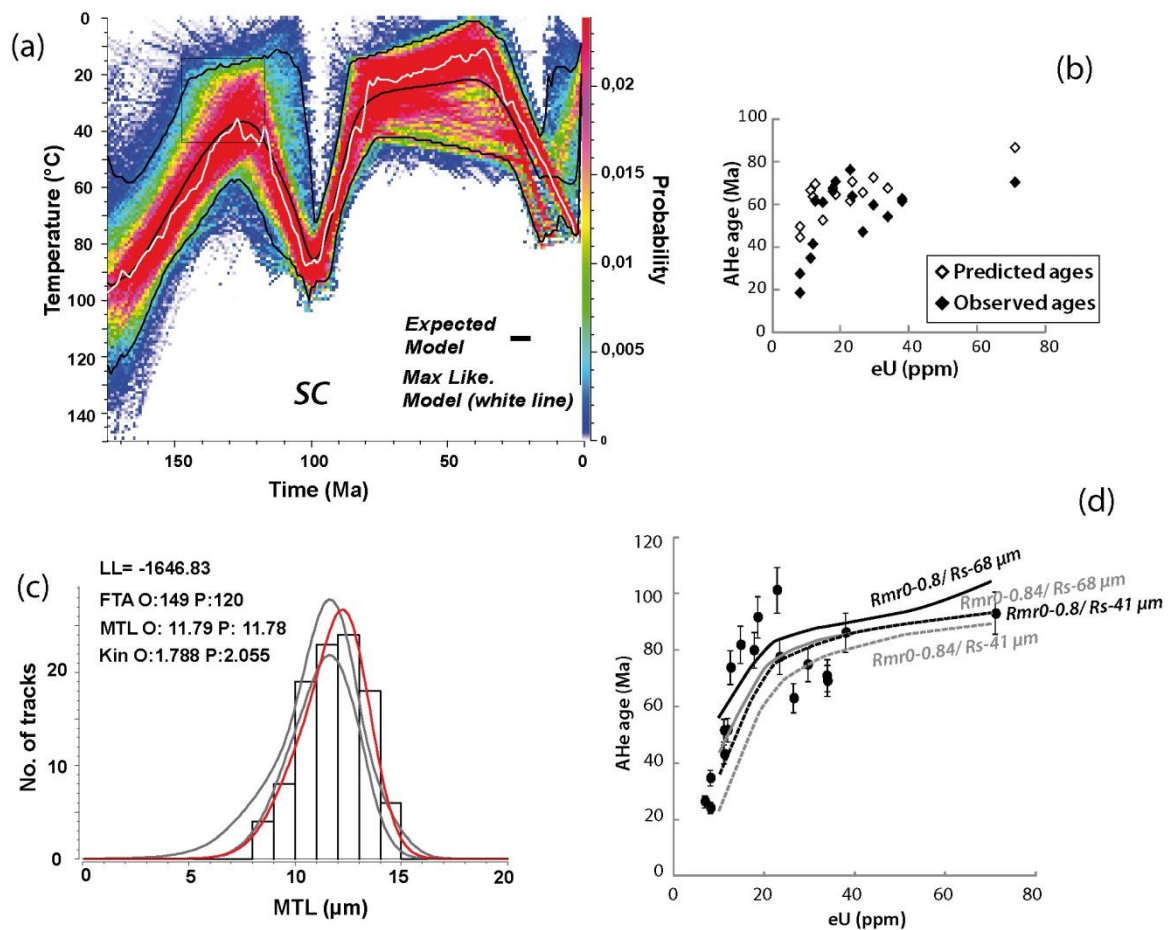 (a)
0
20
40
60
80
100
120
140
Temperature (°C)
150
100
50
0
Time (Ma)
SC
Expected
Model
Max Like.
Model (white line)
0,02
0,015
0,01
0,005
0
Probability
(b)
100
80
60
40
20
0
AHe age (Ma)
0
20
40
60
80
eU (ppm)
Predicted ages
Observed ages
(c)
LL= -1646.83
FTA O:149 P:120
MTL O: 11.79 P: 11.78
Kin O:1.788 P:2.055
20
10
0
No. of tracks
0
5
10
15
20
MTL (µm)
(d)
120
100
80
60
40
20
0
AHe age (Ma)
0
20
40
60
80
eU (ppm)
Rmr0-0.8/ Rs-68 µm
Rmr0-0.84/ Rs-68 µm
Rmr0-0.8/ Rs-41 µm
Rmr0-0.84/ Rs-41 µm